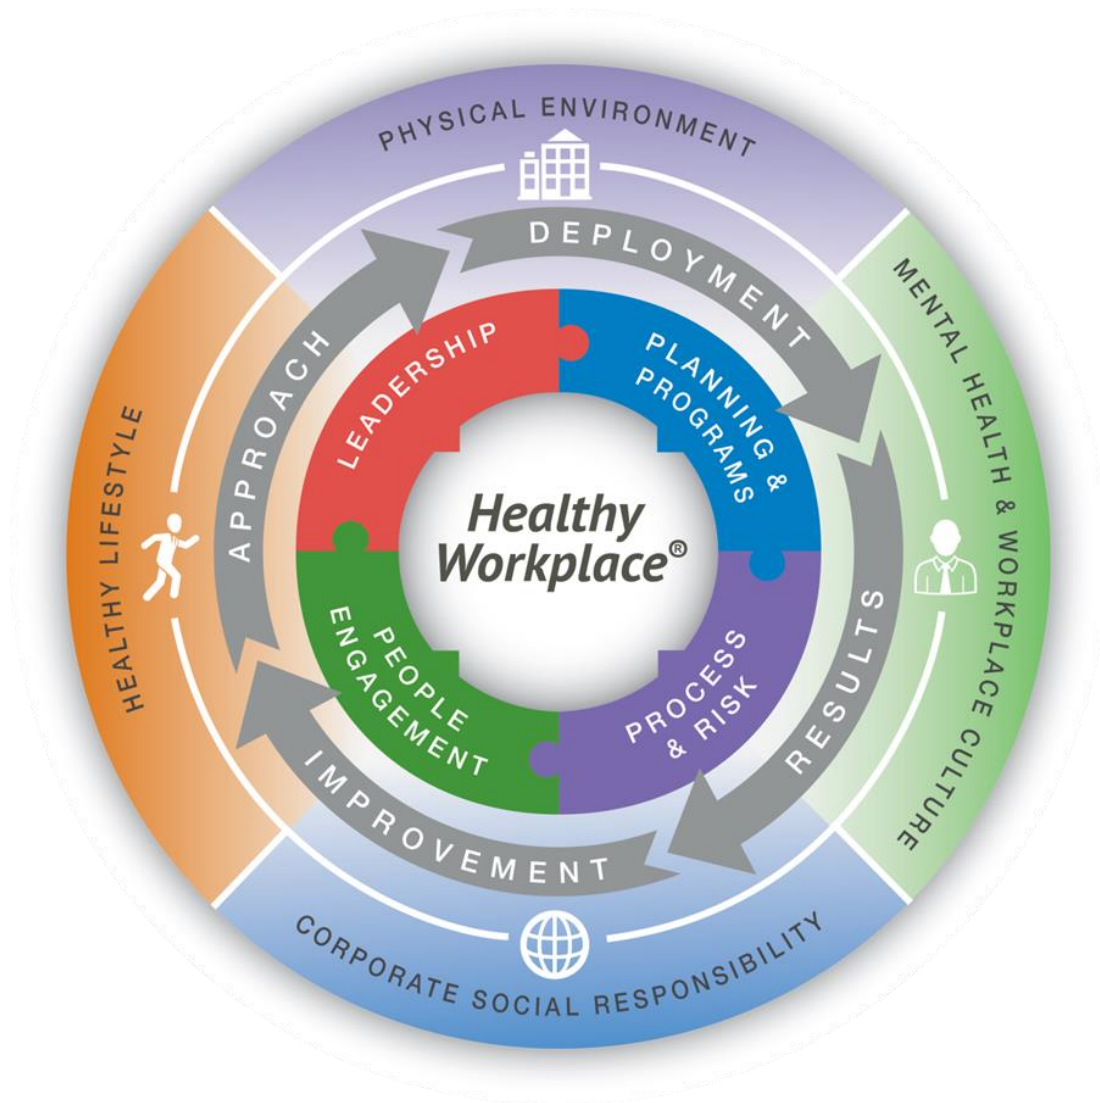 PHYSICAL ENVIRONMENT
MENTAL HEALTH & WORKPLACE CULTURE
CORPORATE SOCIAL RESPONSIBILITY
HEALTHY LIFESTYLE
APPROACH
DEPLOYMENT
RESULTS
IMPROVEMENT
LEADERSHIP
PLANNING &
PROGRAMS
PROCESS
& RISK
PEOPLE
ENGAGEMENT
Healthy
Workplace®